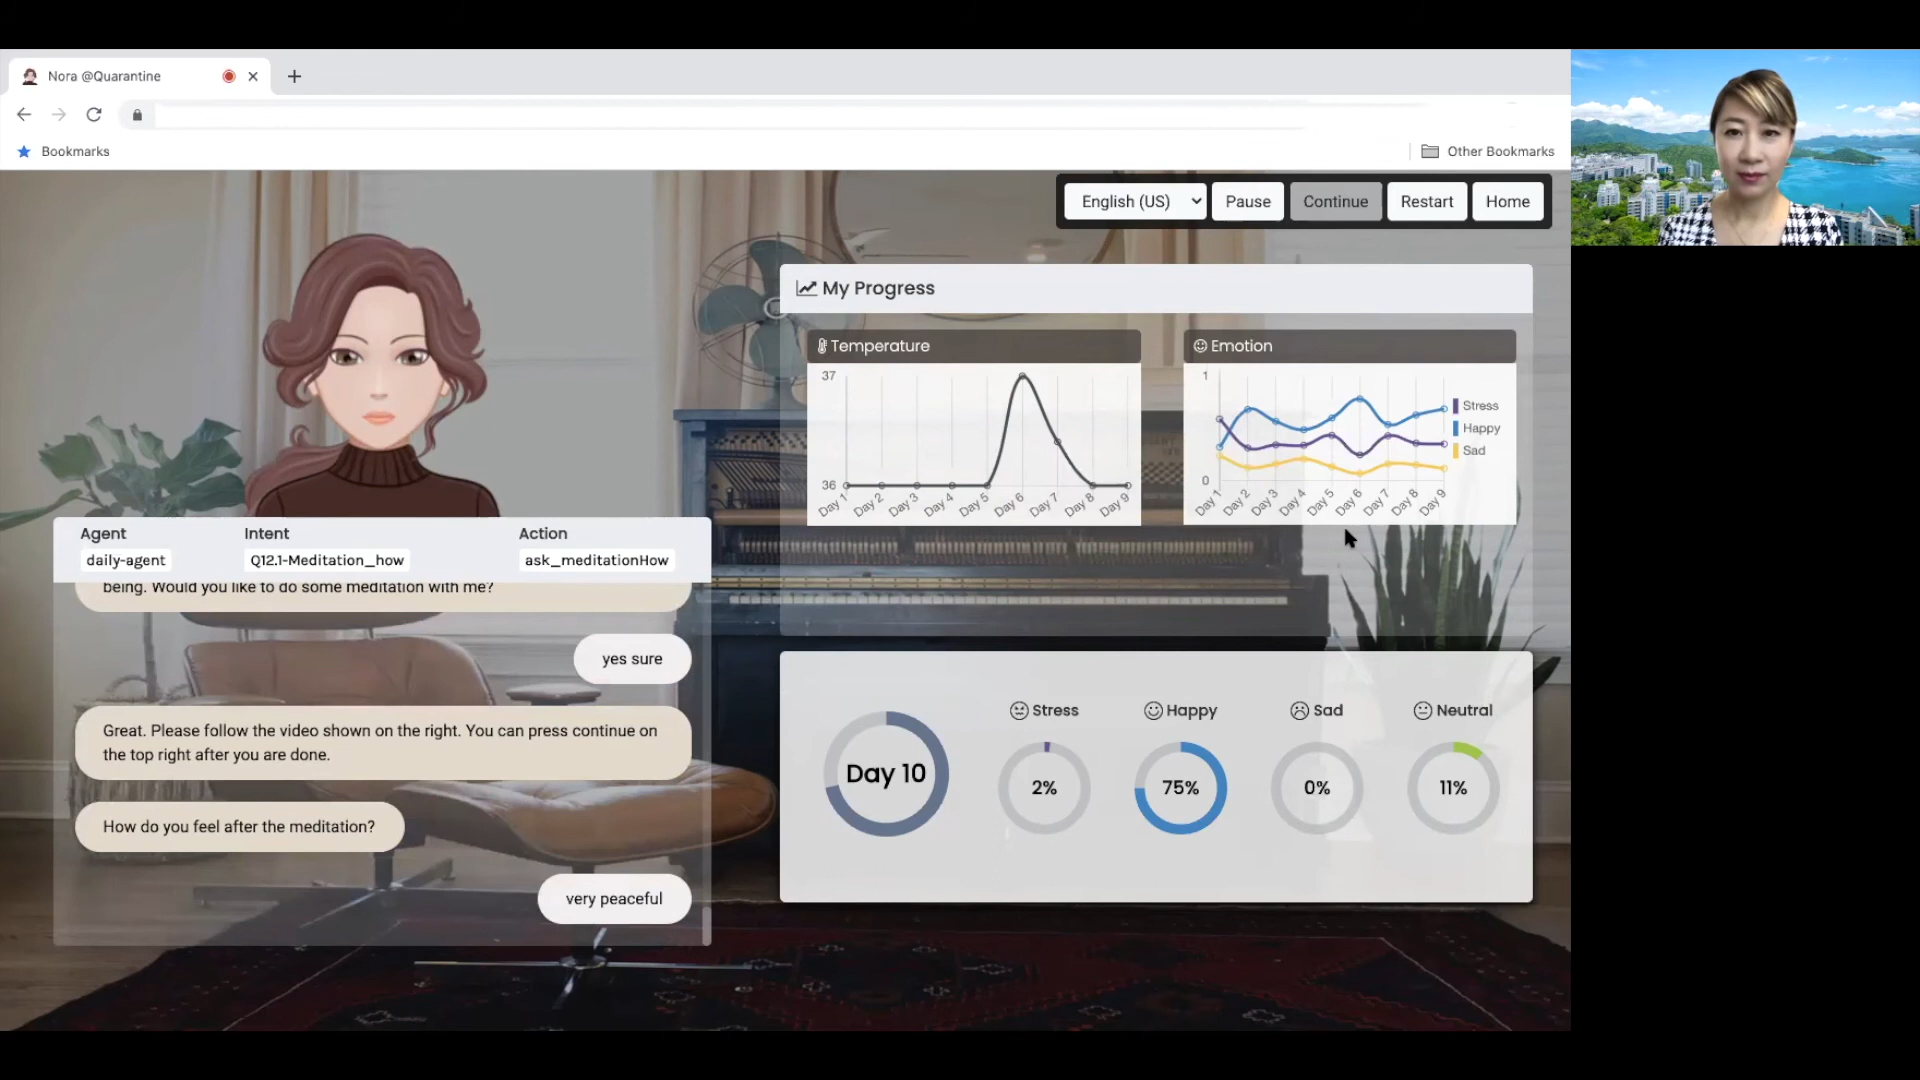 Nora @Quarantine
Bookmarks
Other Bookmarks
English (US)
Pause
Continue
Restart
Home
Agent
Intent
Action
daily-agent
Q12.1-Meditation_how
ask_meditationHow
being. Would you like to do some meditation with me?
yes sure
Great. Please follow the video shown on the right. You can press continue on
the top right after you are done.
How do you feel after the meditation?
very peaceful
My Progress
Temperature
37
36
Day 1
Day 2
Day 3
Day 4
Day 5
Day 6
Day 7
Day 8
Day 9
Emotion
1
0
Day 1
Day 2
Day 3
Day 4
Day 5
Day 6
Day 7
Day 8
Day 9
Stress
Happy
Sad
Day 10
Stress
2%
Happy
75%
Sad
0%
Neutral
11%